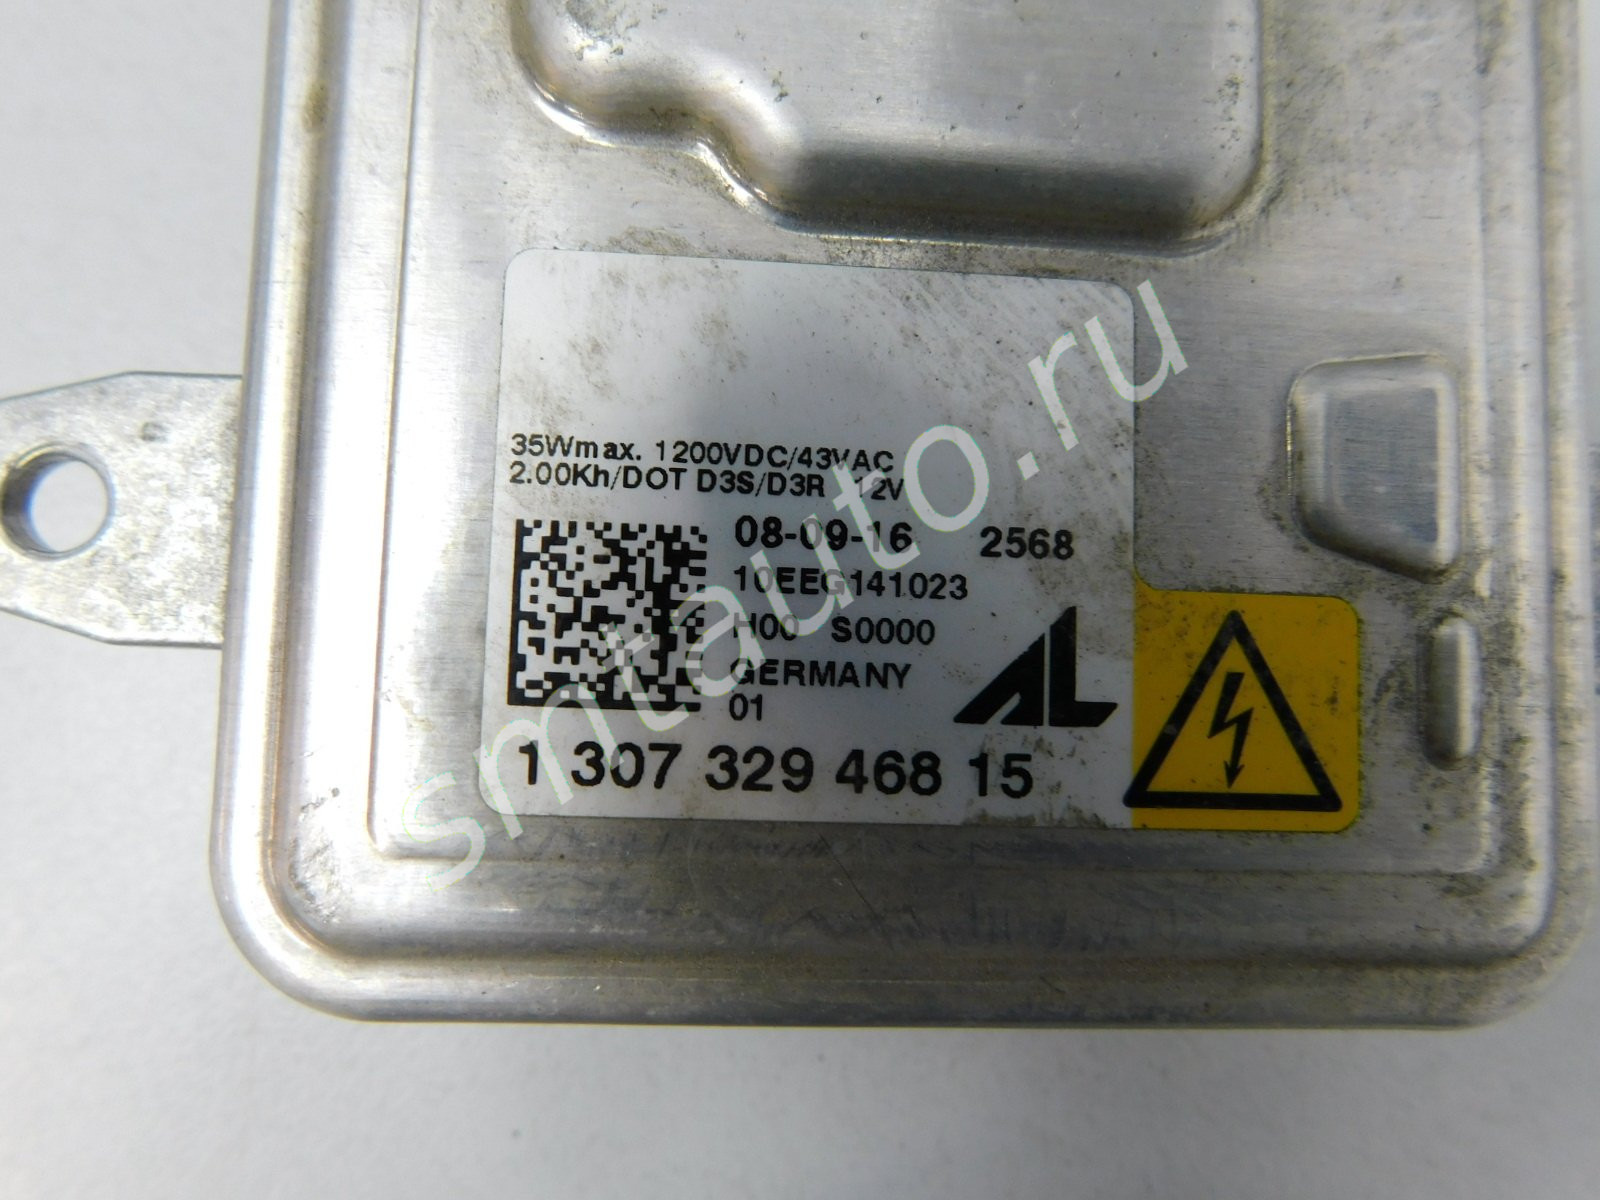 35Wmax. 1200VDC/43VAC
2.00Kh/DOT D3S/D3R 12V
08-09-16 2568
10EEG141023
H00 S0000
GERMANY
01
AL
1 307 329 468 15
smtauto.ru